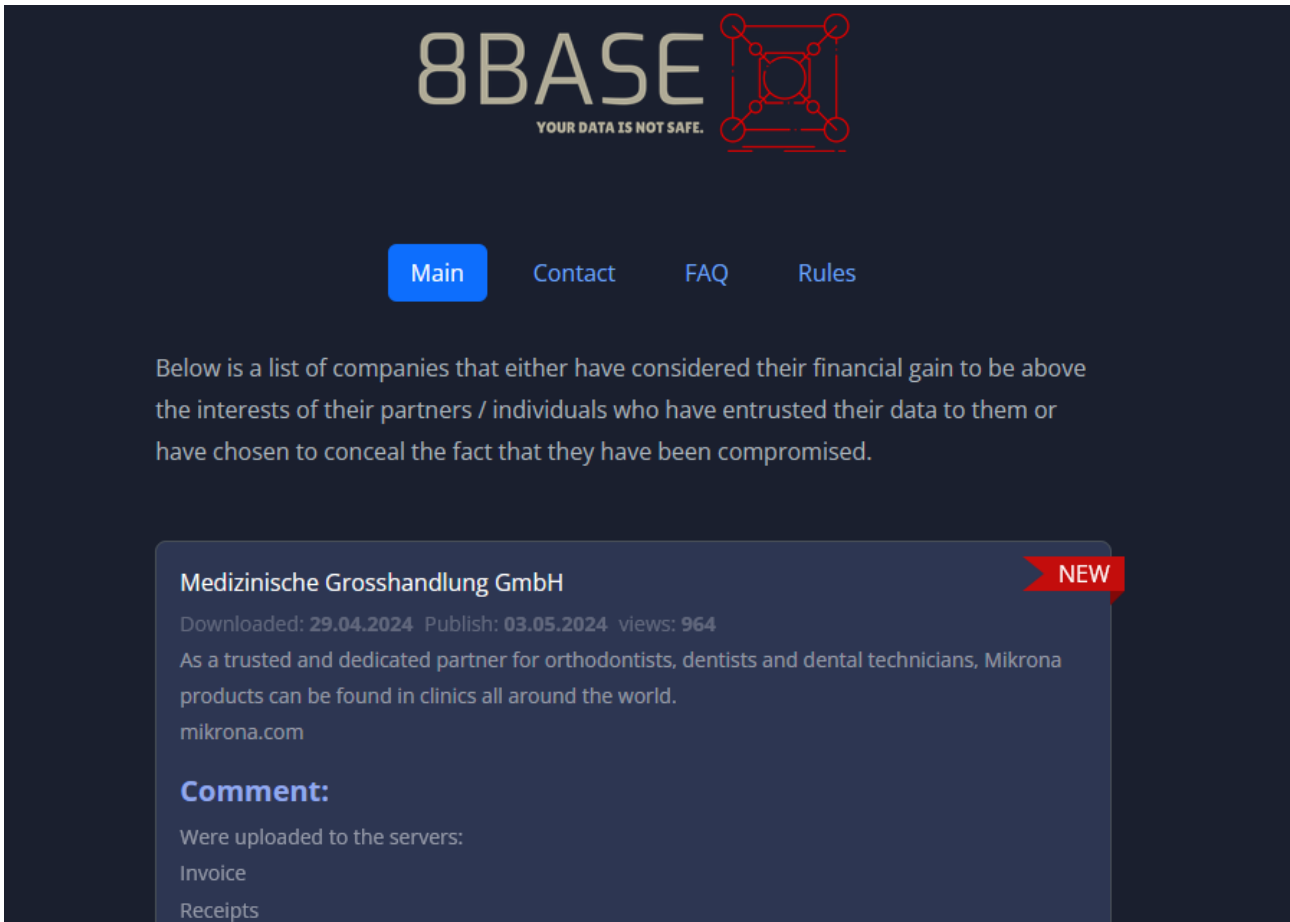 8BASE
YOUR DATA IS NOT SAFE.
Main Contact FAQ Rules
Below is a list of companies that either have considered their financial gain to be above
the interests of their partners / individuals who have entrusted their data to them or
have chosen to conceal the fact that they have been compromised.
Medizinische Grosshandlung GmbH
NEW
Downloaded: 29.04.2024 Publish: 03.05.2024 views: 964
As a trusted and dedicated partner for orthodontists, dentists and dental technicians, Mikrona
products can be found in clinics all around the world.
mikrona.com
Comment:
Were uploaded to the servers:
Invoice
Receipts